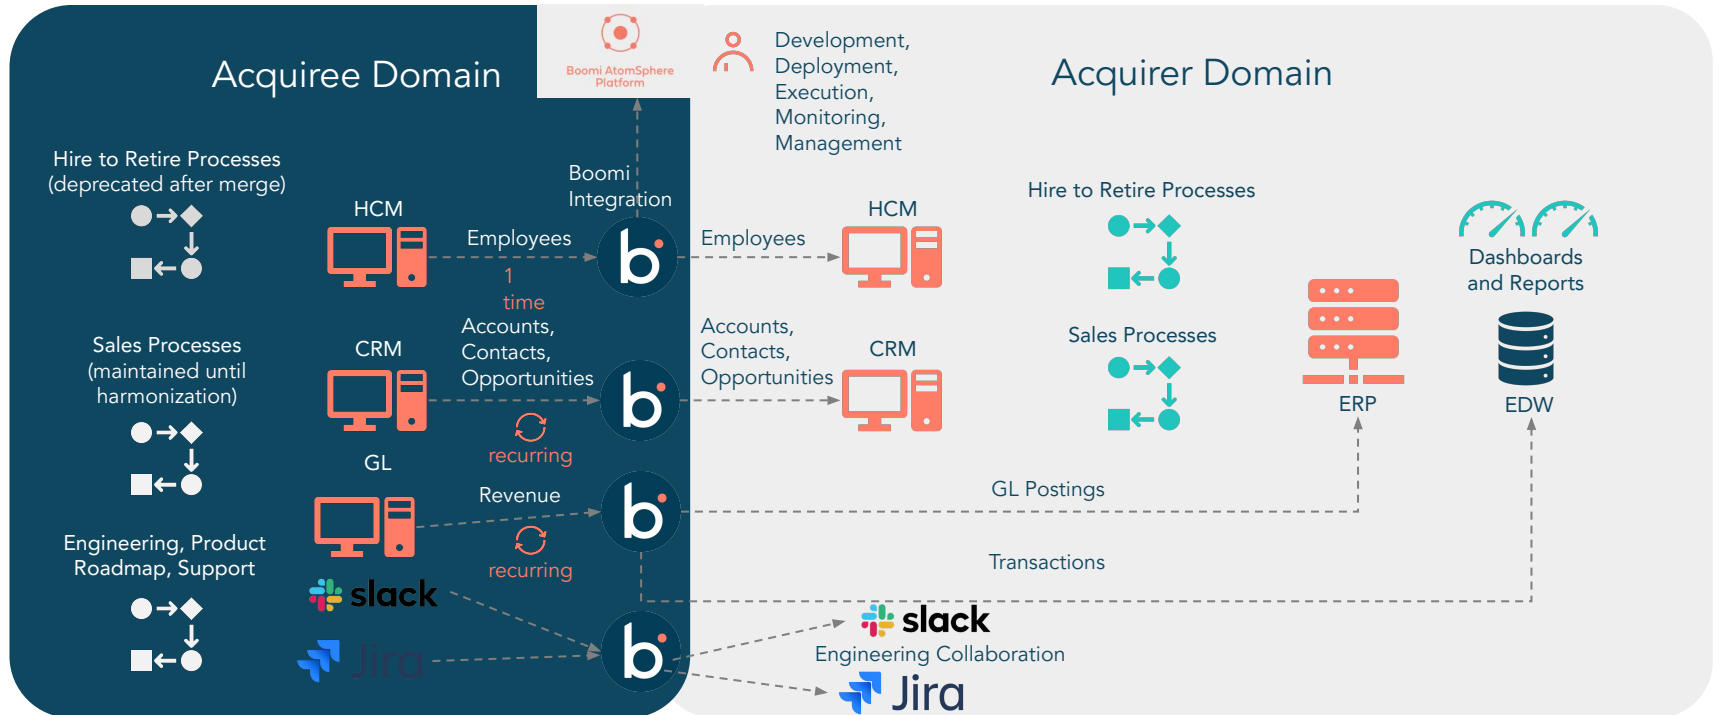 Acquiree Domain
Boomi AtomSphere
Platform
Development,
Deployment,
Execution,
Monitoring,
Management
Acquirer Domain
Hire to Retire Processes
(deprecated after merge)
HCM
Employees
1
time
Boomi
Integration
b
Employees
HCM
Hire to Retire Processes
Dashboards
and Reports
Sales Processes
(maintained until
harmonization)
CRM
Accounts,
Contacts,
Opportunities
recurring
b
Accounts,
Contacts,
Opportunities
CRM
Sales Processes
ERP
EDW
GL
Revenue
recurring
b
GL Postings
Transactions
Engineering, Product
Roadmap, Support
slack
Jira
b
slack
Engineering Collaboration
Jira